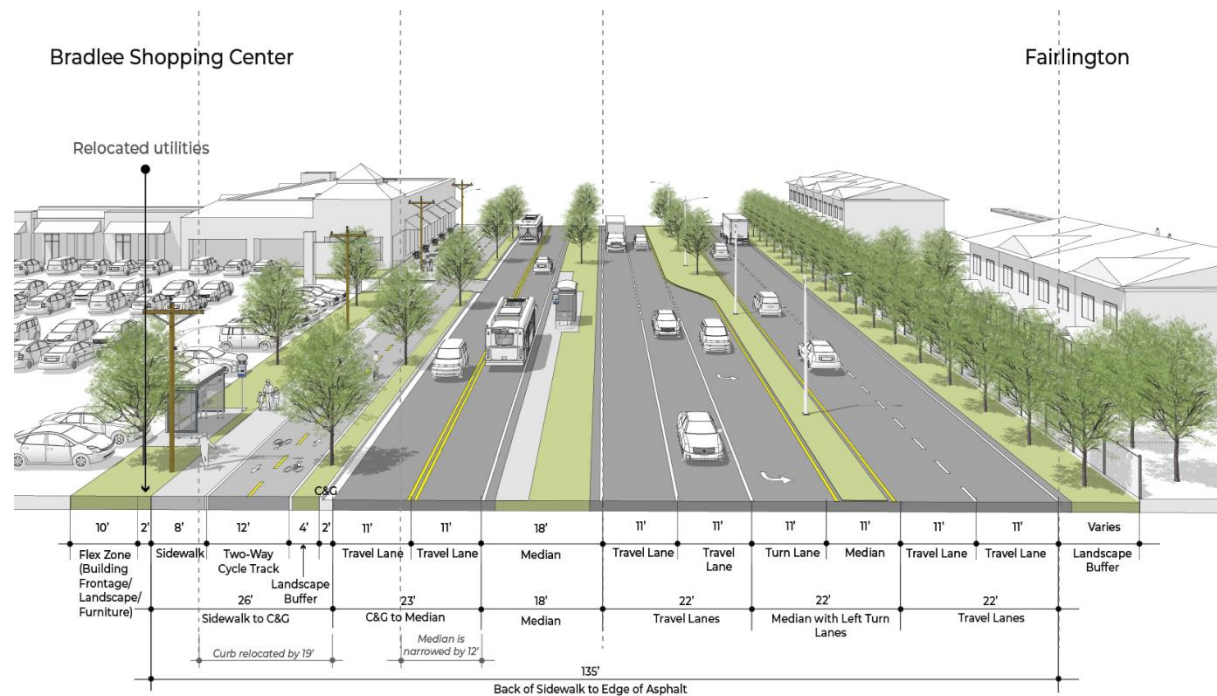 Bradlee Shopping Center
Fairlington
Relocated utilities
C&G
10'
2'
8'
12'
4'
2'
11'
11'
18'
11'
11'
11'
11'
11'
11'
Varies
Flex Zone
(Building
Frontage/
Landscape/
Furniture)
Sidewalk
Two-Way
Cycle Track
Landscape
Buffer
Travel Lane
Travel Lane
Median
Travel Lane
Travel
Lane
Turn Lane
Median
Travel Lane
Travel Lane
Landscape
Buffer
26'
23'
18'
22'
22'
22'
Sidewalk to C&G
C&G to Median
Median
Travel Lanes
Median with Left Turn
Lanes
Travel Lanes
Curb relocated by 19'
Median is
narrowed by 12'
135'
Back of Sidewalk to Edge of Asphalt